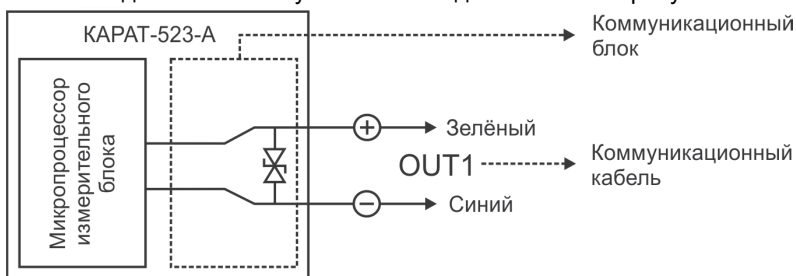 КАРАТ-523-А
Коммуникационный
блок
Микропроцессор
измерительного
блока
+
Зелёный
OUT1
Коммуникационный
кабель
−
Синий